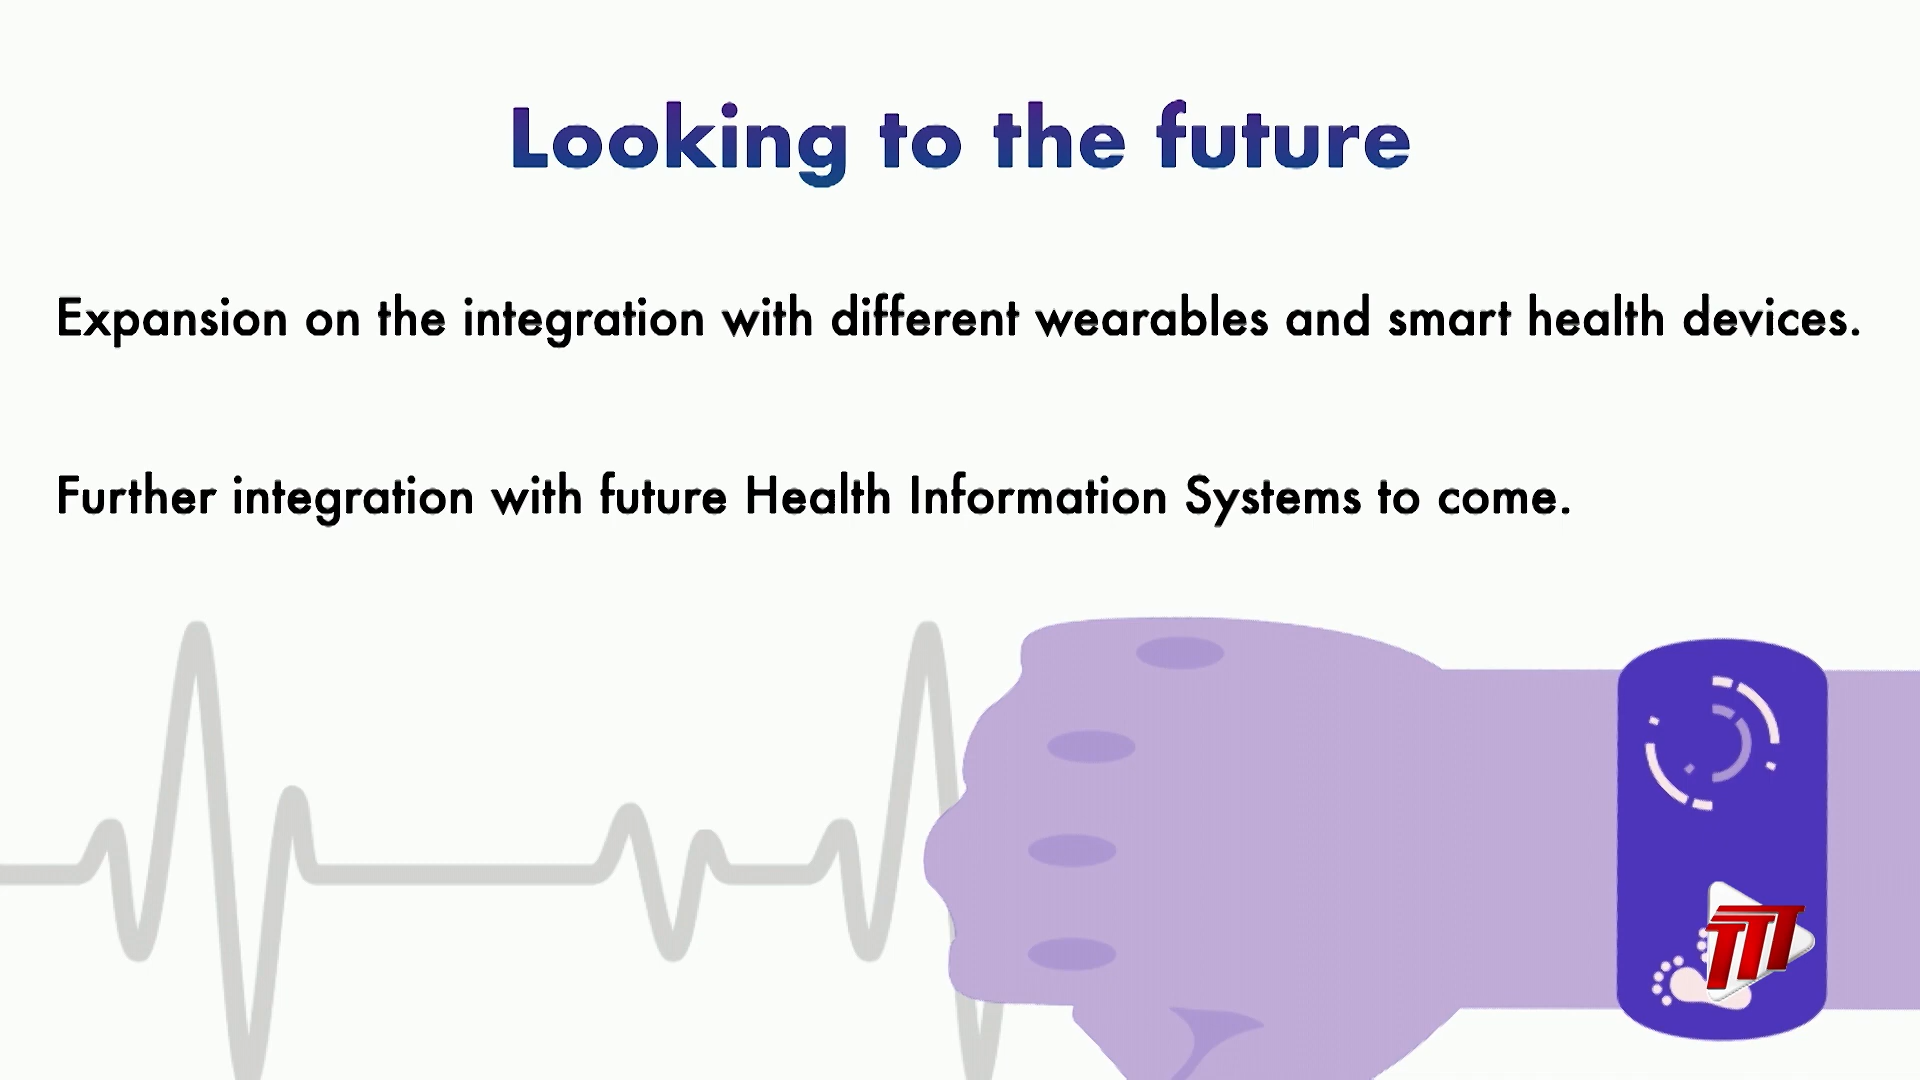 Looking to the future
Expansion on the integration with different wearables and smart health devices.
Further integration with future Health Information Systems to come.
TTT